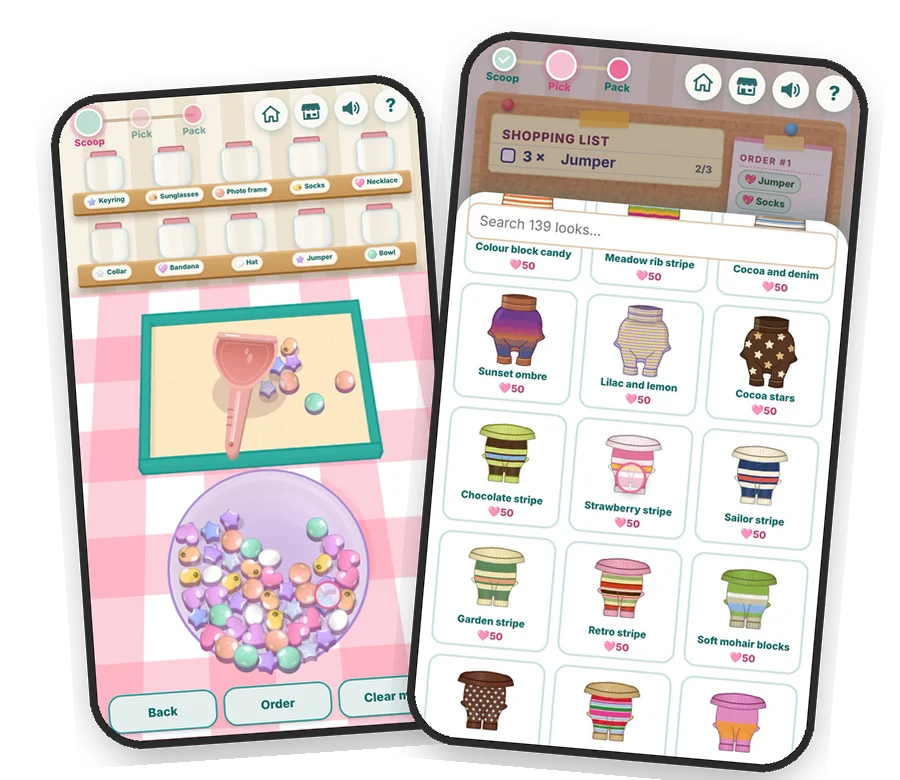 Scoop
Pick
Pack
?
Keyring
Sunglasses
Photo frame
Socks
Necklace
Collar
Bandana
Hat
Jumper
Bowl
Back
Order
Clear m
Scoop
Pick
Pack
?
SHOPPING LIST
3 × Jumper
2/3
ORDER #1
Jumper
Socks
Search 139 looks...
Colour block candy
50
Meadow rib stripe
50
Cocoa and denim
50
Sunset ombre
50
Lilac and lemon
50
Cocoa stars
50
Chocolate stripe
50
Strawberry stripe
50
Sailor stripe
50
Garden stripe
50
Retro stripe
50
Soft mohair blocks
50